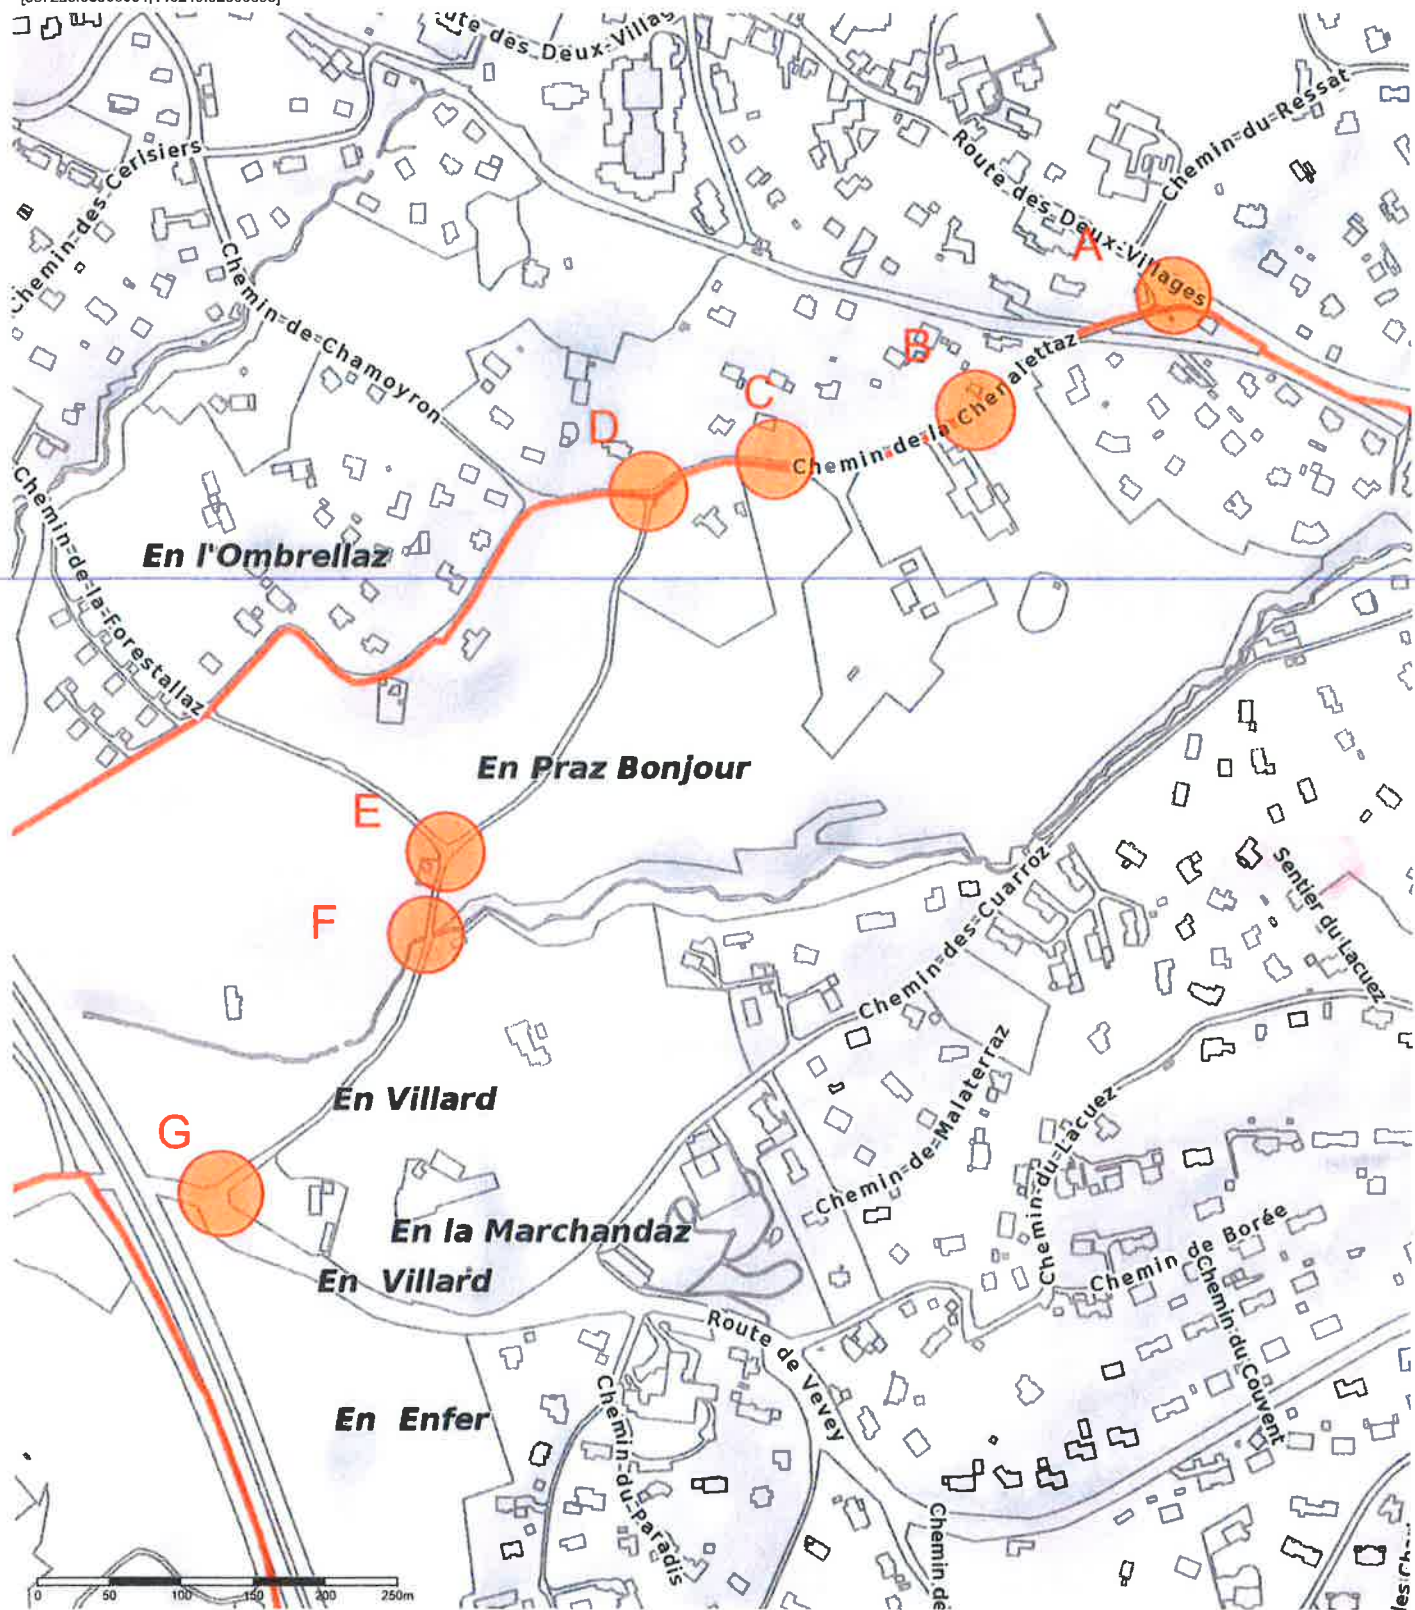 Route des Deux-Villages
Chemin-du-Ressat
Chemin-des-Cerisiers
Chemin-de-Chamoyron
A
B
Chemin-de-la-Chenalettaz
C
D
Chemin-de-la-Forestallaz
En l'Ombrellaz
En Praz Bonjour
E
F
Chemin-des-Cuarroz
Sentier du Lacuez
Chemin-de-Malaterraz
Chemin-du-Lacuez
En Villard
G
En la Marchandaz
En Villard
Chemin de Borée
Chemin du Couvent
Route de Vevey
En Enfer
Chemin-du-Paradis
Chemin de
0 50 100 150 200 250m